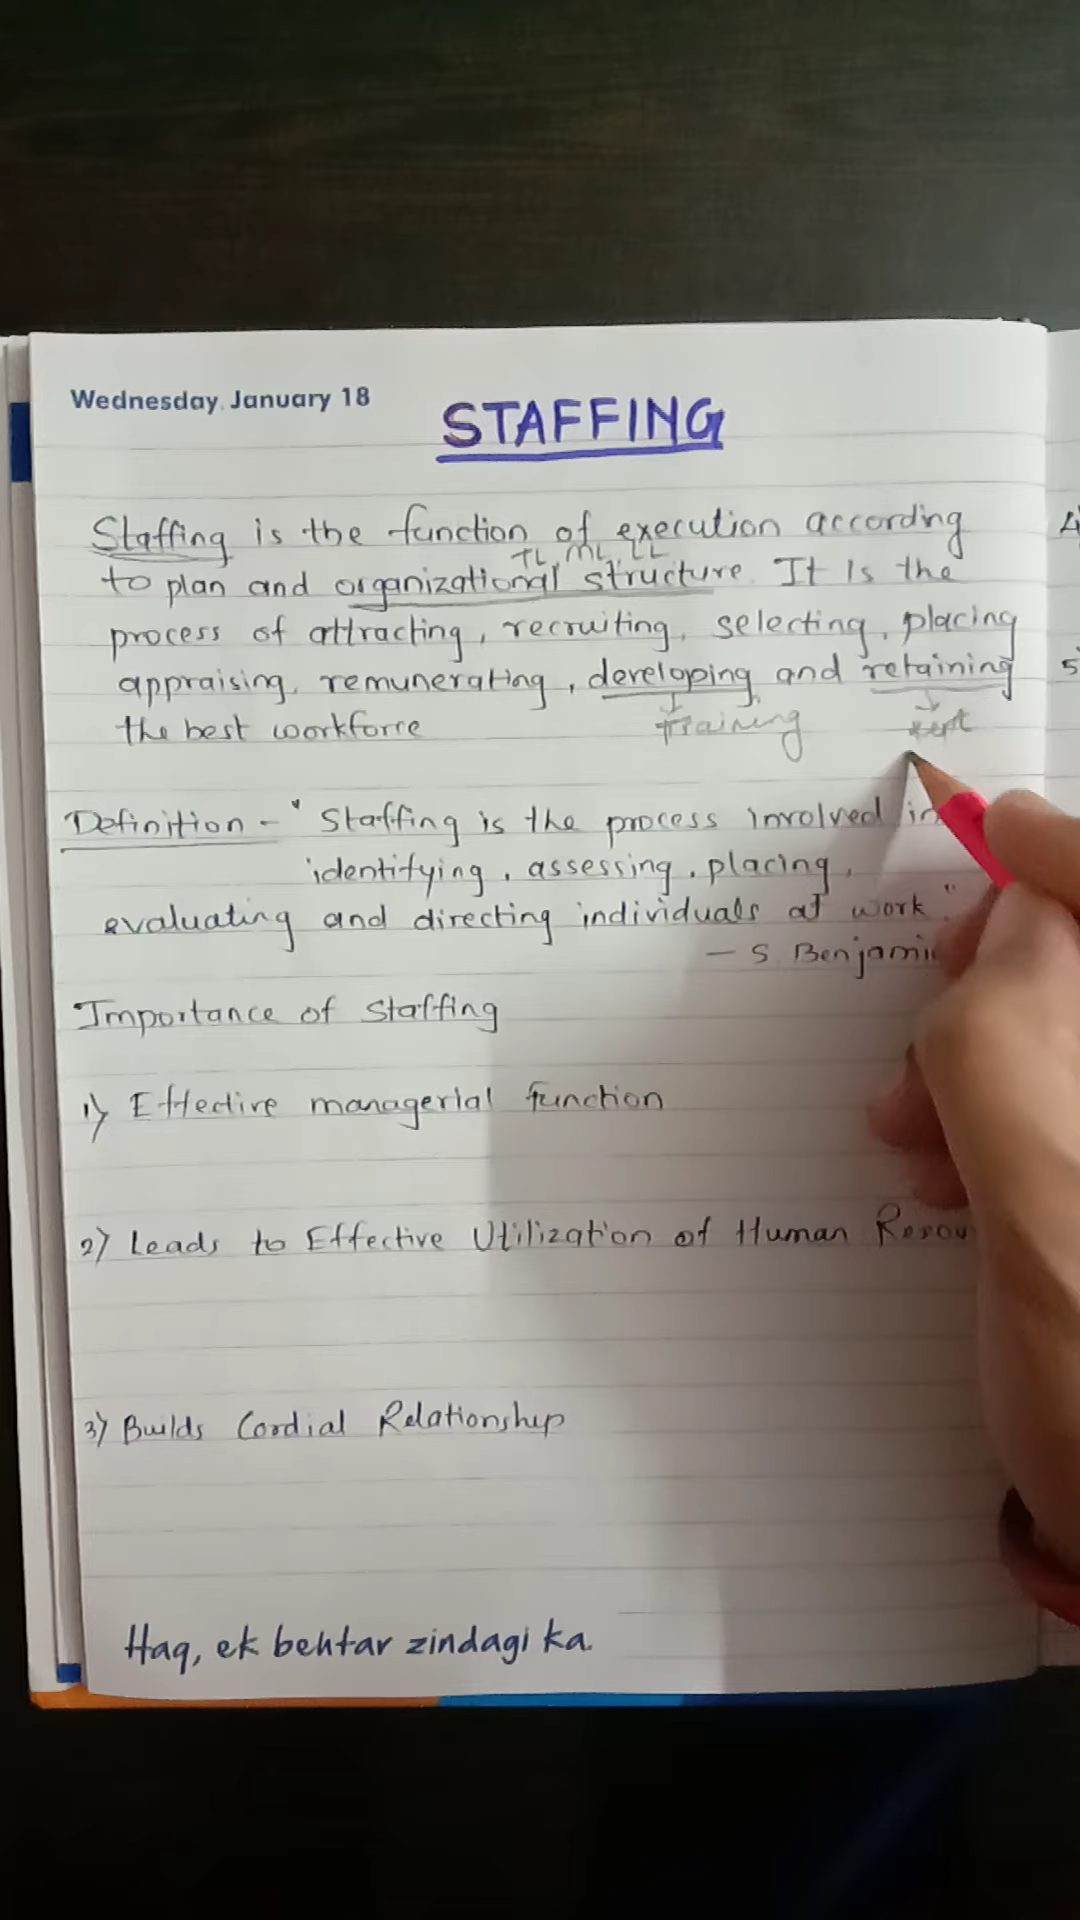 Wednesday, January 18
STAFFING
Staffing is the function of execution according
TL, ML, LL
to plan and organizational structure. It is the
process of attracting, recruiting, selecting, placing
appraising, remunerating, developing and retaining
the best workforce
training
kept
Definition - " Staffing is the process involved in
identifying, assessing, placing,
evaluating and directing individuals at work."
— S Benjamin
Importance of Staffing
1) Effective managerial function
2) Leads to Effective Utilization of Human Resou
3) Builds Cordial Relationship
Haq, ek behtar zindagi ka.
4
5